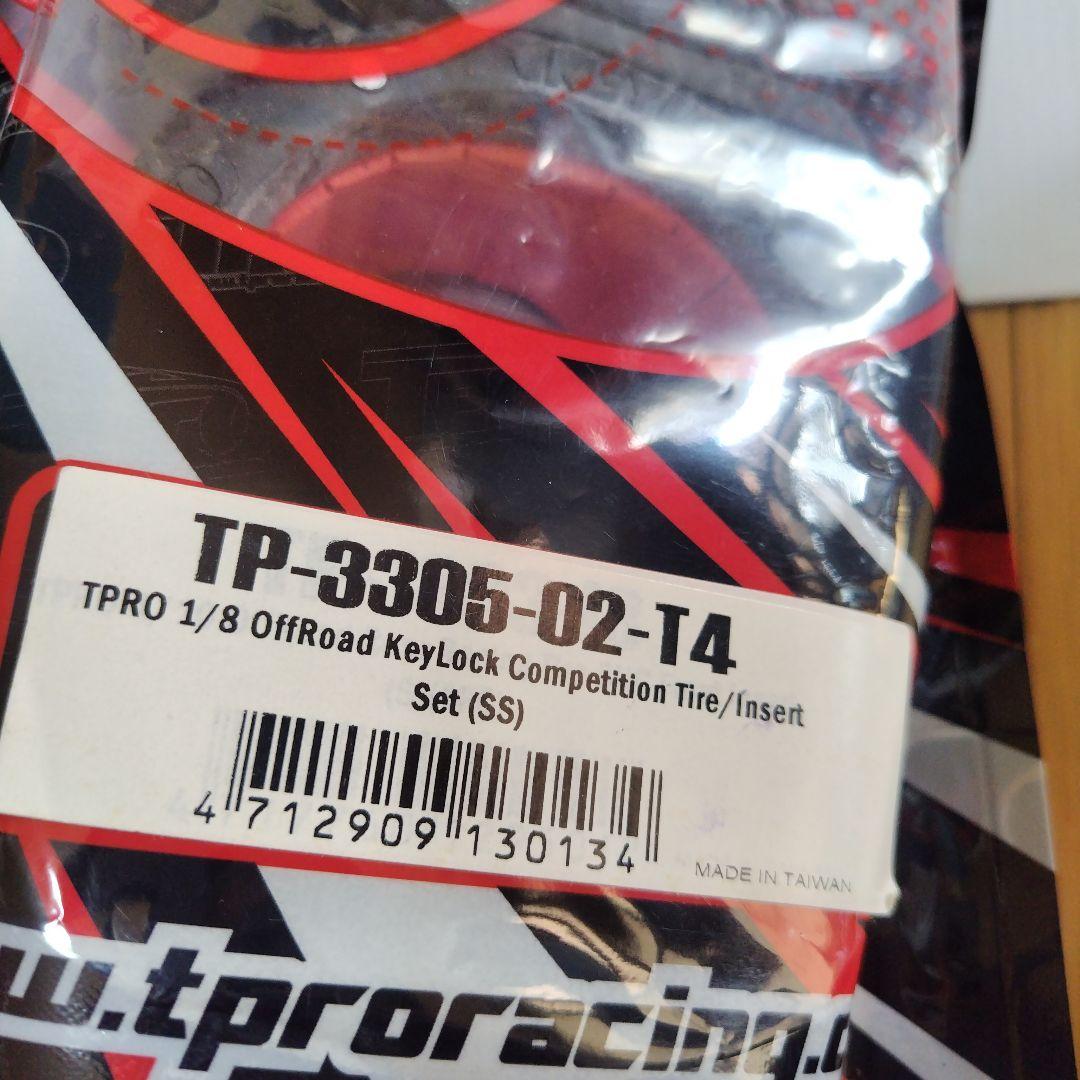 TP-3305-02-T4
TPRO 1/8 OffRoad KeyLock Competition Tire/Insert
Set (SS)
4 712909 130134
MADE IN TAIWAN
w.tproracing.c